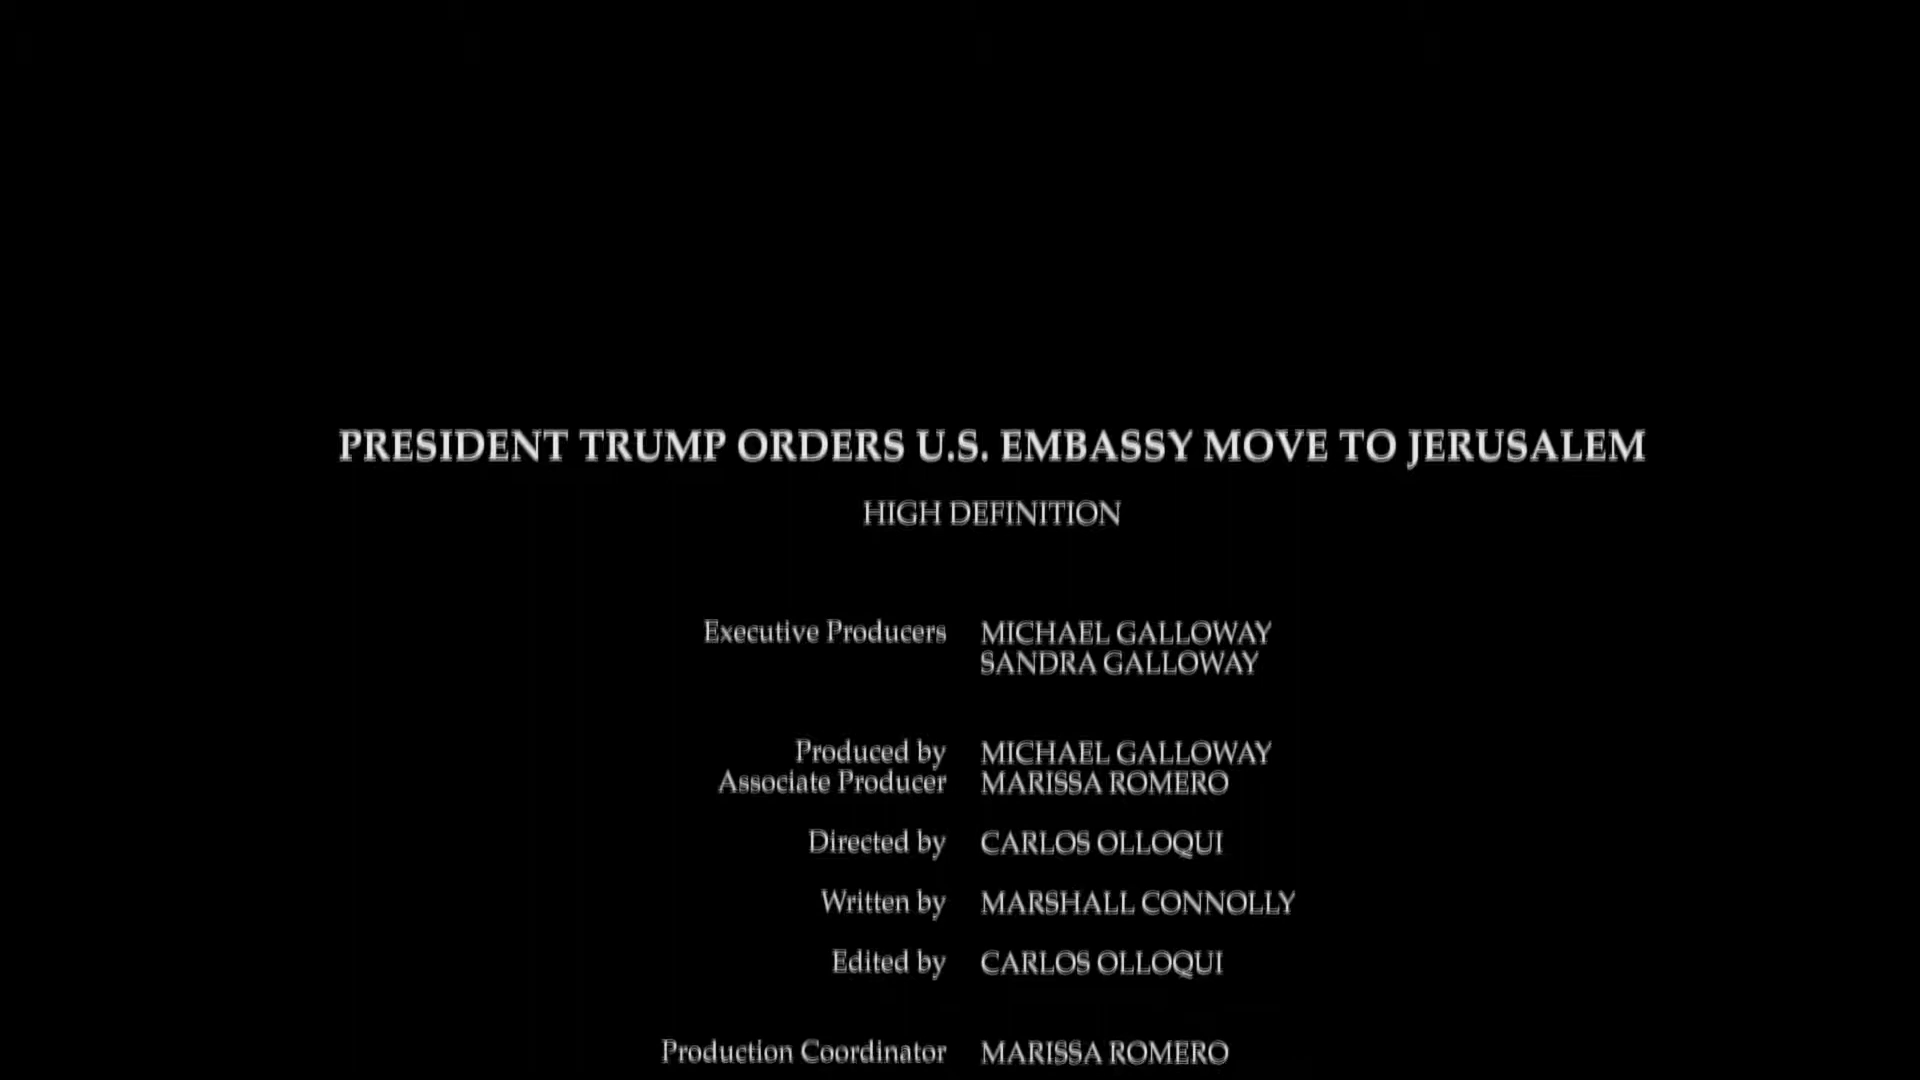 PRESIDENT TRUMP ORDERS U.S. EMBASSY MOVE TO JERUSALEM
HIGH DEFINITION
Executive Producers MICHAEL GALLOWAY
SANDRA GALLOWAY
Produced by MICHAEL GALLOWAY
Associate Producer MARISSA ROMERO
Directed by CARLOS OLLOQUI
Written by MARSHALL CONNOLLY
Edited by CARLOS OLLOQUI
Production Coordinator MARISSA ROMERO